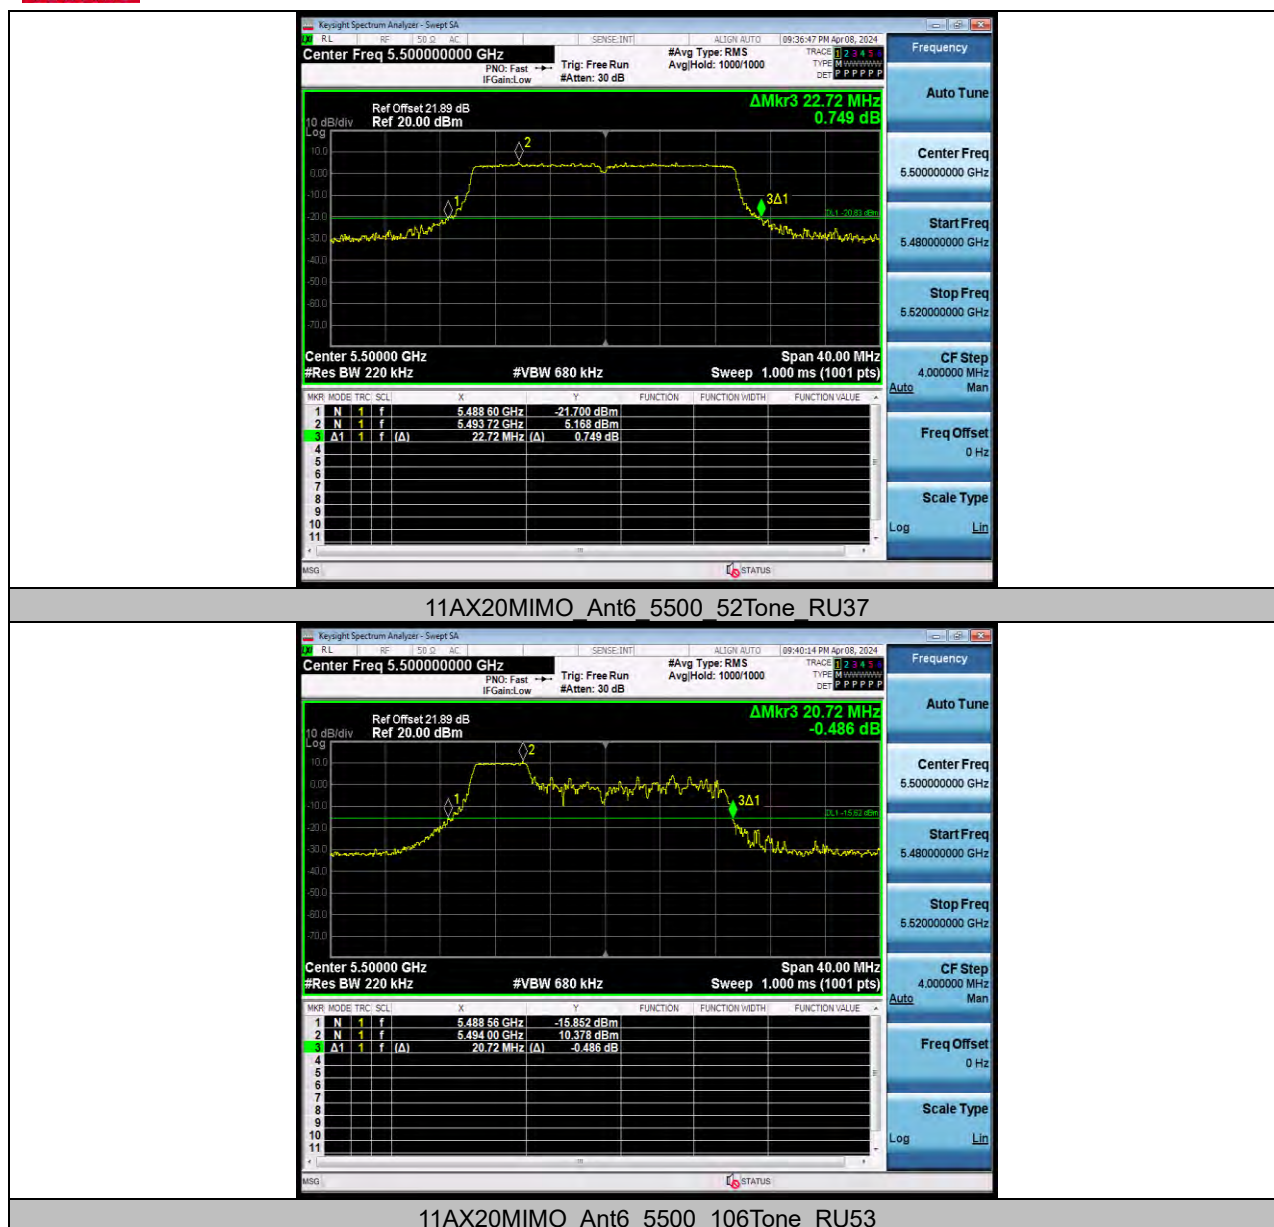 Keysight Spectrum Analyzer - Swept SA
RL RF 50 Ω AC SENSE:INT ALIGN AUTO 09:36:47 PM Apr 08, 2024
Center Freq 5.500000000 GHz
PNO: Fast
IFGain:Low
Trig: Free Run
#Atten: 30 dB
#Avg Type: RMS
Avg|Hold: 1000/1000
TRACE 1 2 3 4 5 6
TYPE M WWWWW
DET P P P P P P
Frequency
Auto Tune
Center Freq
5.500000000 GHz
Start Freq
5.480000000 GHz
Stop Freq
5.520000000 GHz
CF Step
4.000000 MHz
Auto Man
Freq Offset
0 Hz
Scale Type
Log Lin
ΔMkr3 22.72 MHz
0.749 dB
Ref Offset 21.89 dB
10 dB/div Ref 20.00 dBm
Log
10.0
0.00
-10.0
-20.0
-30.0
-40.0
-50.0
-60.0
-70.0
1
2
3Δ1
DL1 -20.83 dBm
Center 5.50000 GHz Span 40.00 MHz
#Res BW 220 kHz #VBW 680 kHz Sweep 1.000 ms (1001 pts)
MKR MODE TRC SCL X Y FUNCTION FUNCTION WIDTH FUNCTION VALUE
1 N 1 f 5.488 60 GHz -21.700 dBm
2 N 1 f 5.493 72 GHz 5.168 dBm
3 Δ1 1 f (Δ) 22.72 MHz (Δ) 0.749 dB
4
5
6
7
8
9
10
11
MSG STATUS
11AX20MIMO_Ant6_5500_52Tone_RU37
Keysight Spectrum Analyzer - Swept SA
RL RF 50 Ω AC SENSE:INT ALIGN AUTO 09:40:14 PM Apr 08, 2024
Center Freq 5.500000000 GHz
PNO: Fast
IFGain:Low
Trig: Free Run
#Atten: 30 dB
#Avg Type: RMS
Avg|Hold: 1000/1000
TRACE 1 2 3 4 5 6
TYPE M WWWWW
DET P P P P P P
Frequency
Auto Tune
Center Freq
5.500000000 GHz
Start Freq
5.480000000 GHz
Stop Freq
5.520000000 GHz
CF Step
4.000000 MHz
Auto Man
Freq Offset
0 Hz
Scale Type
Log Lin
ΔMkr3 20.72 MHz
-0.486 dB
Ref Offset 21.89 dB
10 dB/div Ref 20.00 dBm
Log
10.0
0.00
-10.0
-20.0
-30.0
-40.0
-50.0
-60.0
-70.0
1
2
3Δ1
DL1 -15.62 dBm
Center 5.50000 GHz Span 40.00 MHz
#Res BW 220 kHz #VBW 680 kHz Sweep 1.000 ms (1001 pts)
MKR MODE TRC SCL X Y FUNCTION FUNCTION WIDTH FUNCTION VALUE
1 N 1 f 5.488 56 GHz -15.852 dBm
2 N 1 f 5.494 00 GHz 10.378 dBm
3 Δ1 1 f (Δ) 20.72 MHz (Δ) -0.486 dB
4
5
6
7
8
9
10
11
MSG STATUS
11AX20MIMO_Ant6_5500_106Tone_RU53